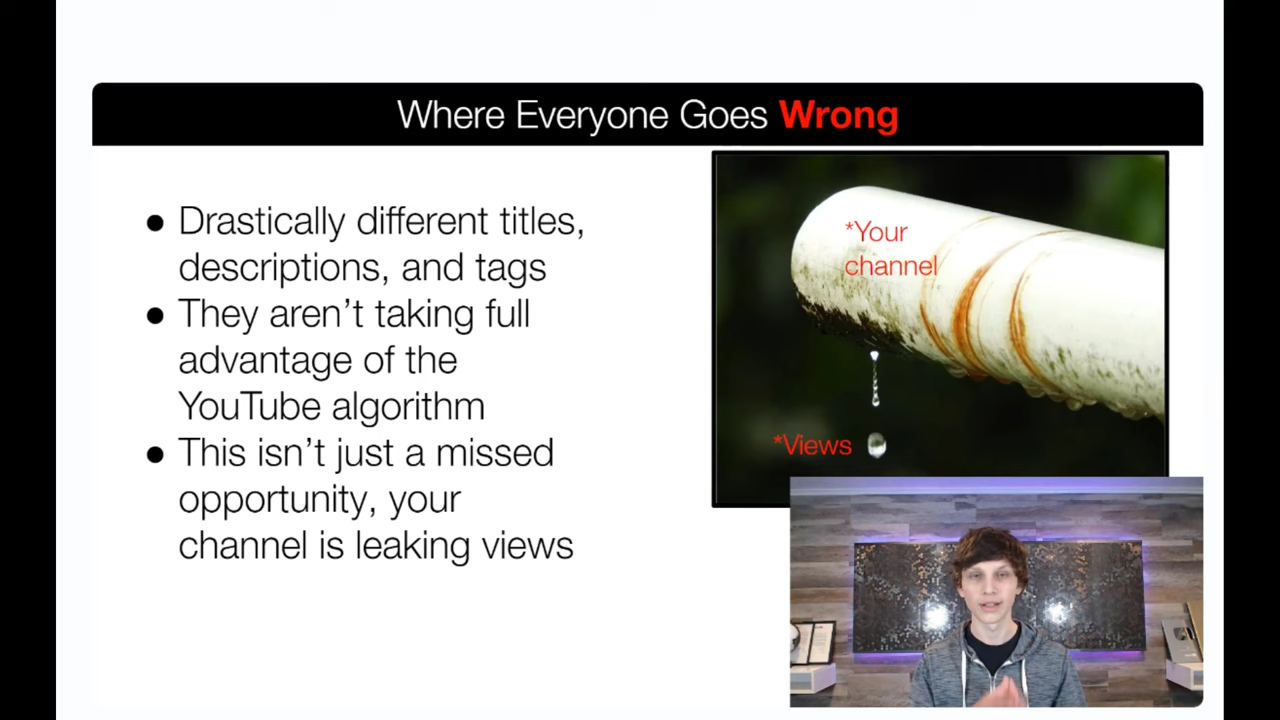 Where Everyone Goes Wrong
● Drastically different titles,
descriptions, and tags
● They aren’t taking full
advantage of the
YouTube algorithm
● This isn’t just a missed
opportunity, your
channel is leaking views
*Your
channel
*Views